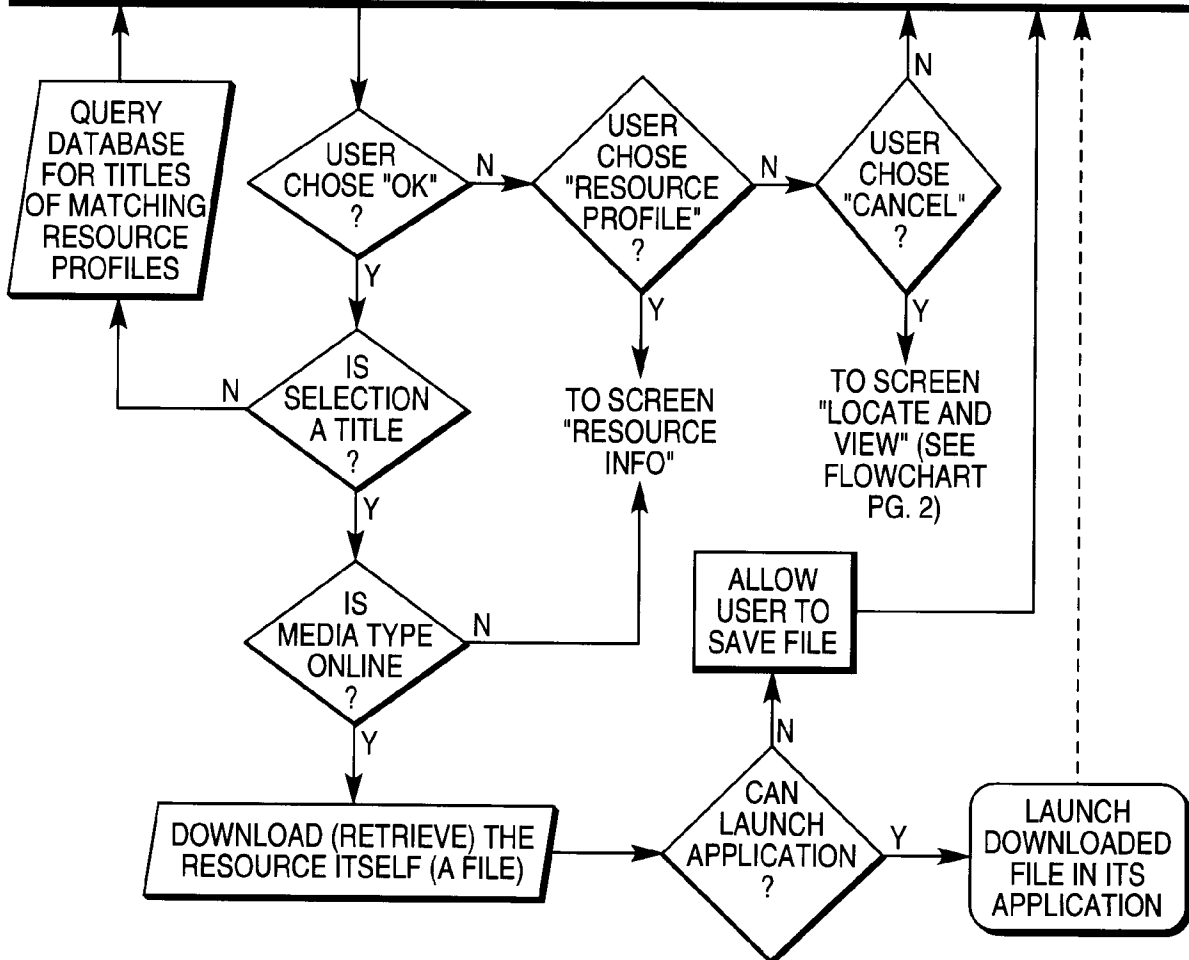 QUERY
DATABASE
FOR TITLES
OF MATCHING
RESOURCE
PROFILES
USER
CHOSE "OK"
?
N
Y
USER
CHOSE
"RESOURCE
PROFILE"
?
N
Y
USER
CHOSE
"CANCEL"
?
N
Y
IS
SELECTION
A TITLE
?
N
Y
TO SCREEN
"RESOURCE
INFO"
TO SCREEN
"LOCATE AND
VIEW" (SEE
FLOWCHART
PG. 2)
IS
MEDIA TYPE
ONLINE
?
N
Y
ALLOW
USER TO
SAVE FILE
DOWNLOAD (RETRIEVE) THE
RESOURCE ITSELF (A FILE)
CAN
LAUNCH
APPLICATION
?
N
Y
LAUNCH
DOWNLOADED
FILE IN ITS
APPLICATION